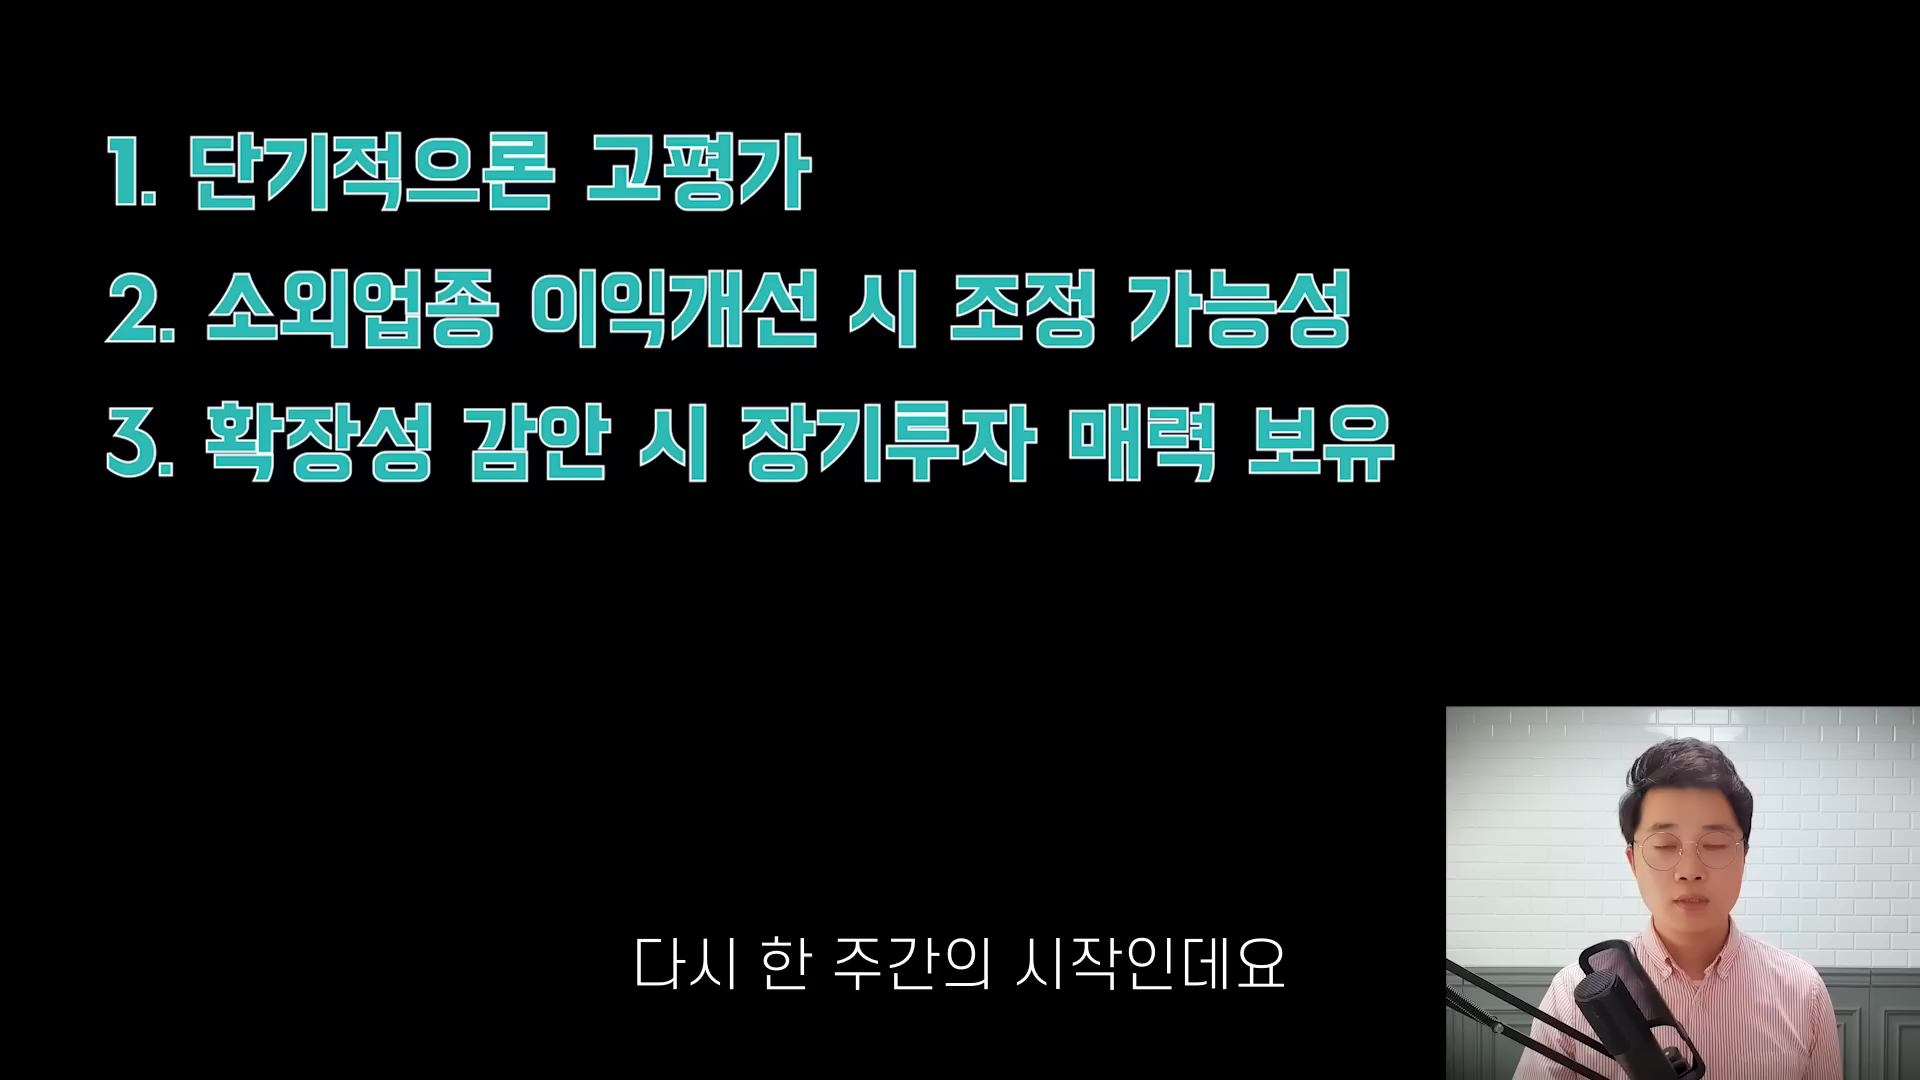 1. 단기적으론 고평가
2. 소외업종 이익개선 시 조정 가능성
3. 확장성 감안 시 장기투자 매력 보유
다시 한 주간의 시작인데요